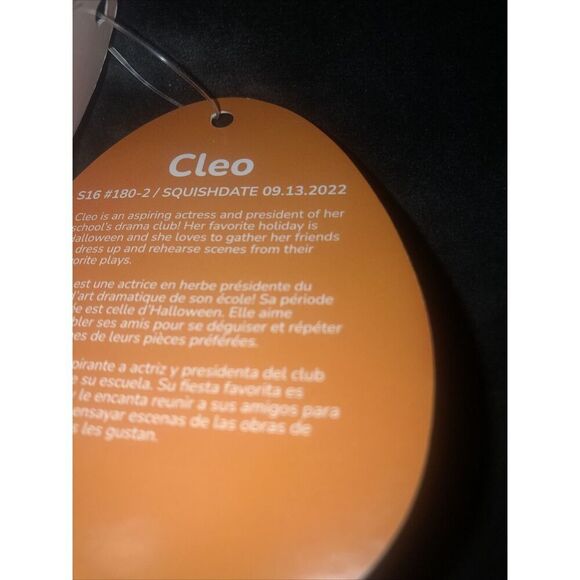 Cleo
S16 #180-2 / SQUISHDATE 09.13.2022
Cleo is an aspiring actress and president of her
school's drama club! Her favorite holiday is
Halloween and she loves to gather her friends
dress up and rehearse scenes from their
orite plays.
est une actrice en herbe présidente du
d'art dramatique de son école! Sa période
ée est celle d'Halloween. Elle aime
bler ses amis pour se déguiser et répéter
nes de leurs pièces préférées.
pirante a actriz y presidenta del club
e su escuela. Su fiesta favorita es
y le encanta reunir a sus amigos para
ensayar escenas de las obras de
s les gustan.